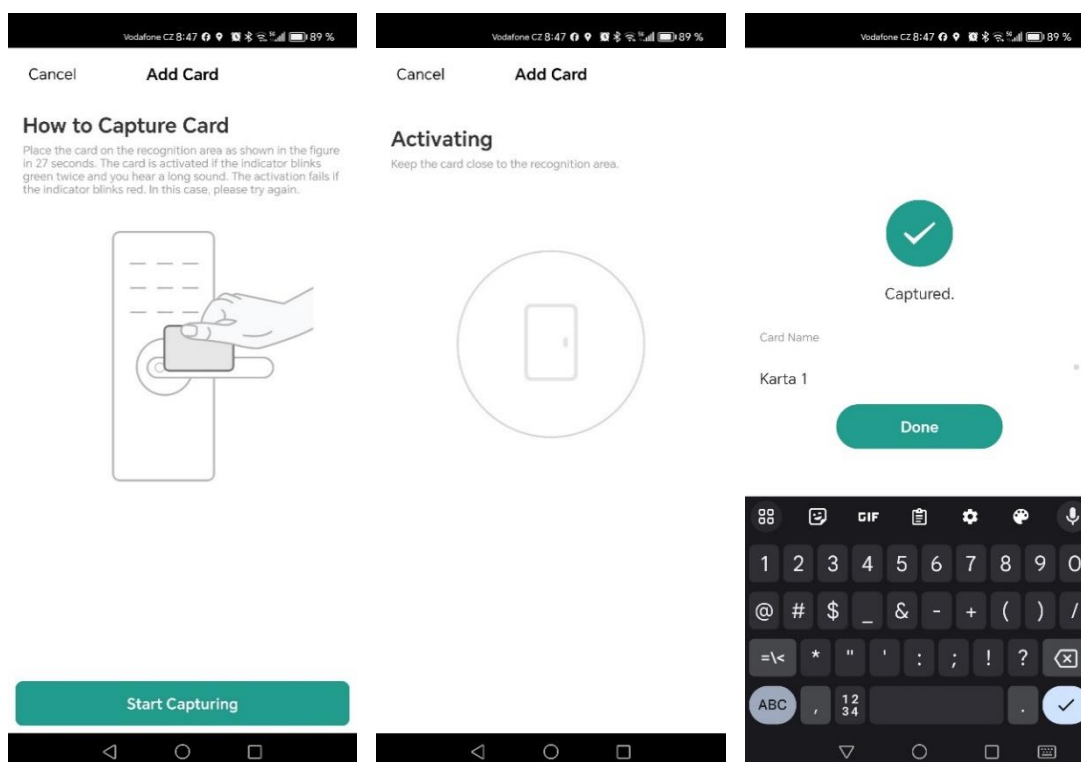 Vodafone CZ 8:47 89 %
Cancel Add Card
How to Capture Card
Place the card on the recognition area as shown in the figure
in 27 seconds. The card is activated if the indicator blinks
green twice and you hear a long sound. The activation fails if
the indicator blinks red. In this case, please try again.
Start Capturing
Vodafone CZ 8:47 89 %
Cancel Add Card
Activating
Keep the card close to the recognition area.
Vodafone CZ 8:47 89 %
Captured.
Card Name
Karta 1
Done
GIF
1 2 3 4 5 6 7 8 9 0
@ # $ _ & - + ( ) /
=\< * " ' : ; ! ?
ABC , 12 34 .